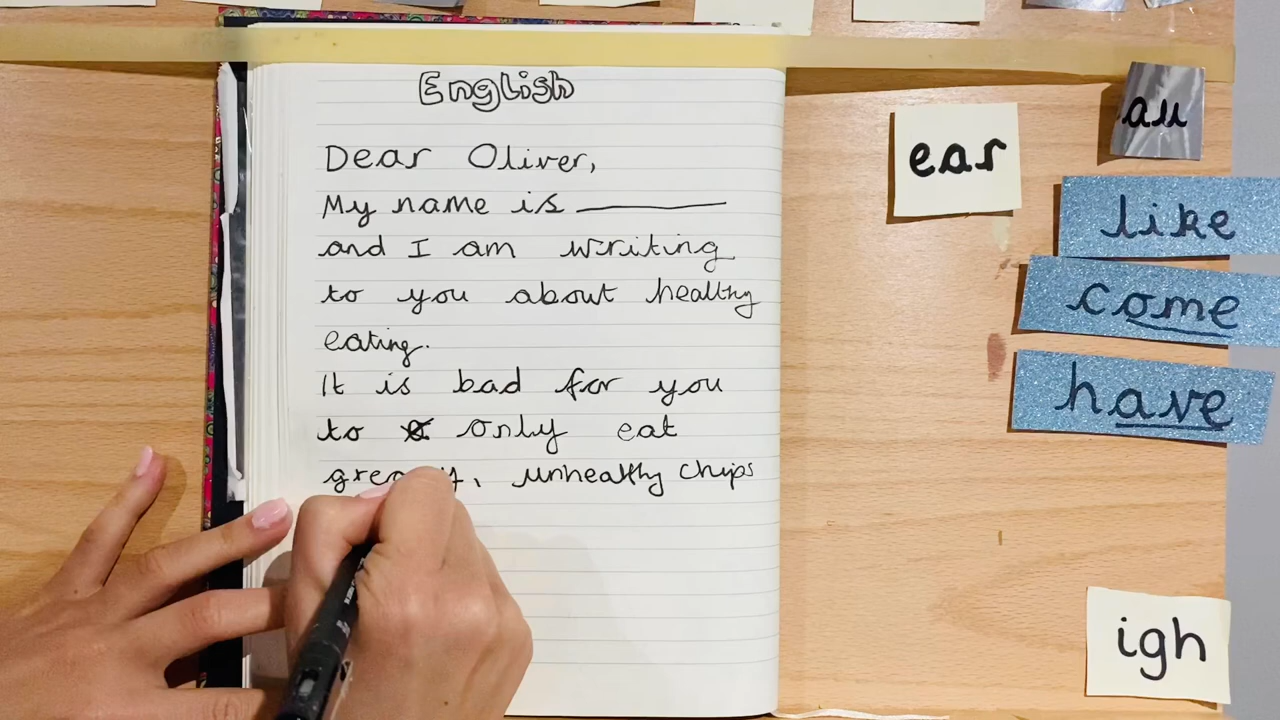 English
Dear Oliver,
My name is
and I am writing
to you about healthy
eating.
It is bad for you
to only eat
unhealthy chips
ear
au
like
come
have
igh